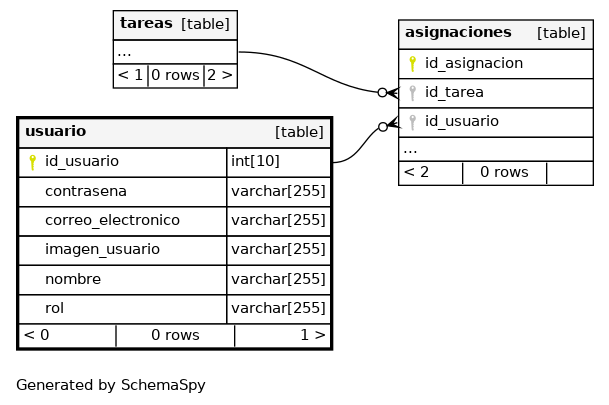 tareas [table]
...
< 1 0 rows 2 >
asignaciones [table]
id_asignacion
id_tarea
id_usuario
...
< 2 0 rows
usuario [table]
id_usuario int[10]
contrasena varchar[255]
correo_electronico varchar[255]
imagen_usuario varchar[255]
nombre varchar[255]
rol varchar[255]
< 0 0 rows 1 >
Generated by SchemaSpy